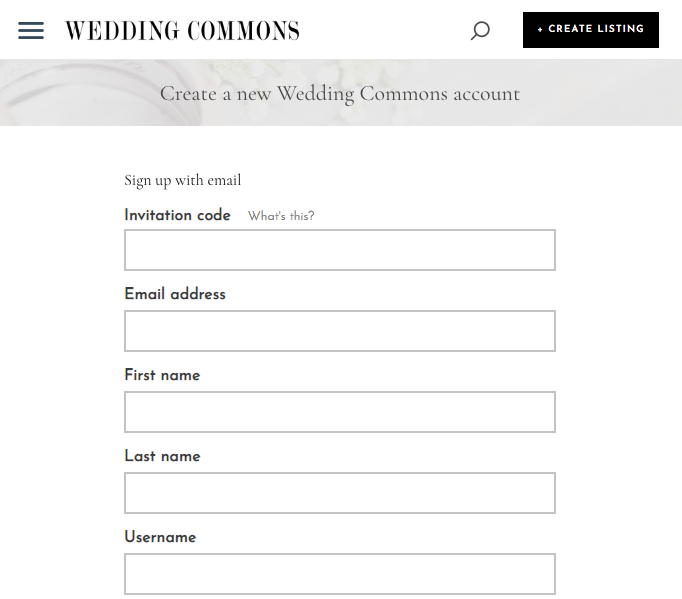 WEDDING COMMONS
+ CREATE LISTING
Create a new Wedding Commons account
Sign up with email
Invitation code What's this?
Email address
First name
Last name
Username